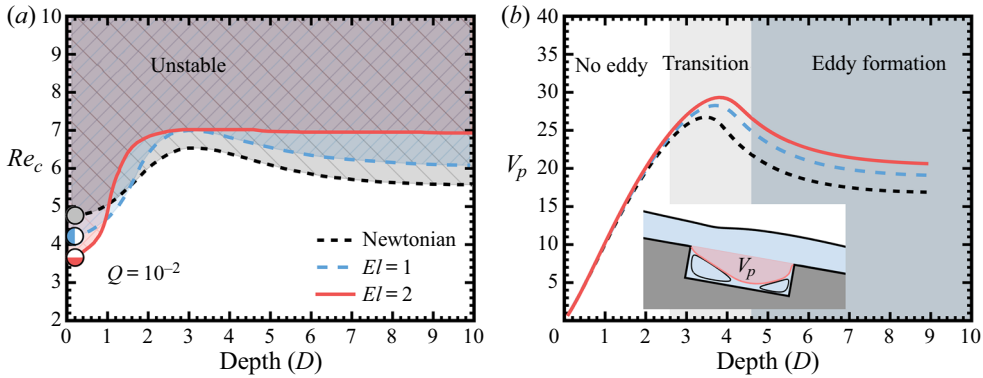 (a)
10
9
8
7
6
5
4
3
2
Re_c
Unstable
Newtonian
El = 1
El = 2
Q = 10⁻²
0 1 2 3 4 5 6 7 8 9 10
Depth (D)
(b)
40
35
30
25
20
15
10
5
0
V_p
No eddy
Transition
Eddy formation
V_p
1 2 3 4 5 6 7 8 9 10
Depth (D)